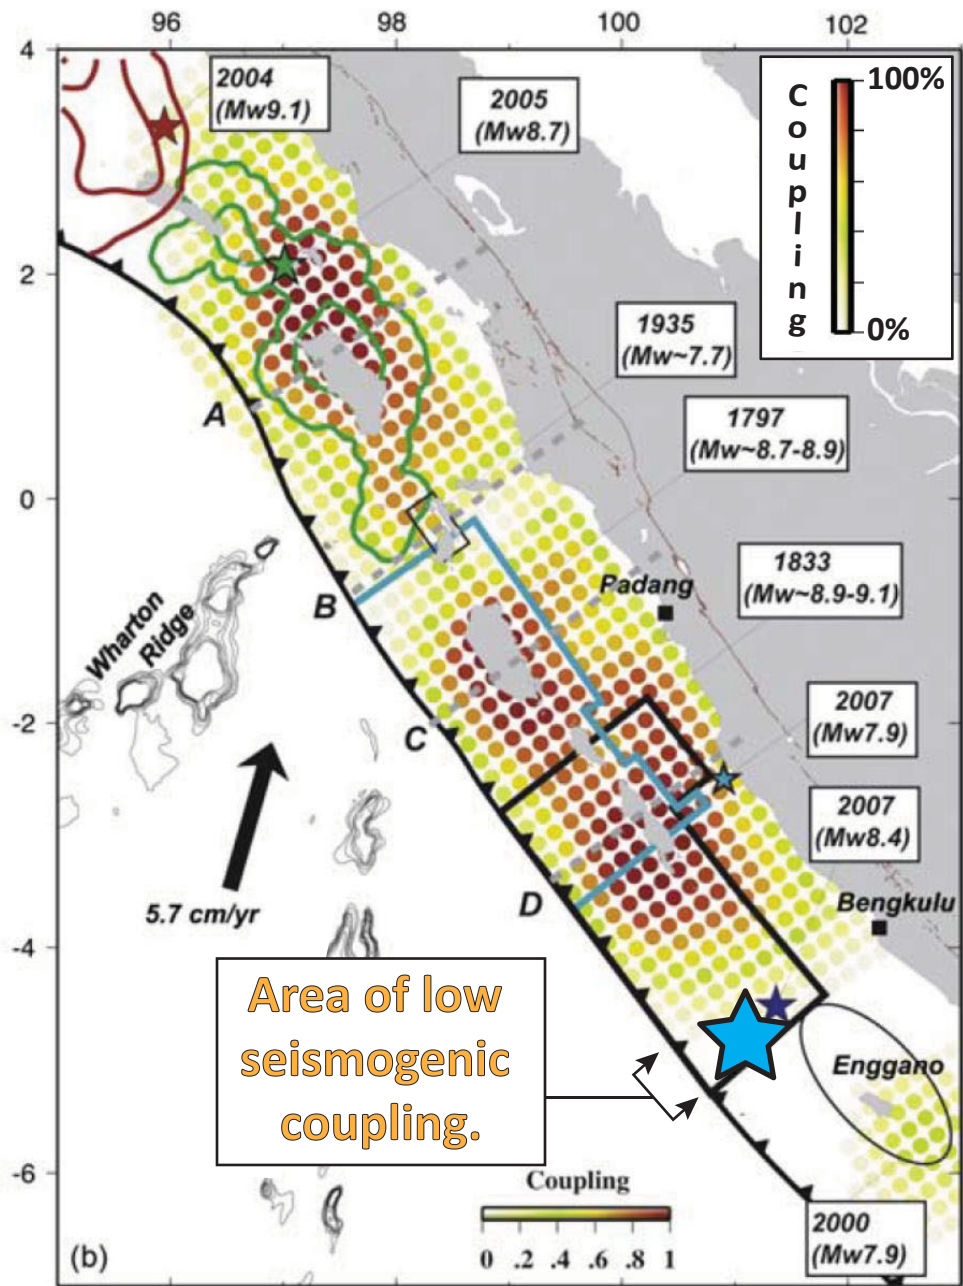 96 98 100 102
4
2
0
-2
-4
-6
2004
(Mw9.1)
2005
(Mw8.7)
C
o
u
p
l
i
n
g
100%
0%
1935
(Mw~7.7)
1797
(Mw~8.7-8.9)
1833
(Mw~8.9-9.1)
2007
(Mw7.9)
2007
(Mw8.4)
A
B
C
D
Padang
Wharton
Ridge
5.7 cm/yr
Bengkulu
Area of low
seismogenic
coupling.
Enggano
Coupling
0 .2 .4 .6 .8 1
2000
(Mw7.9)
(b)